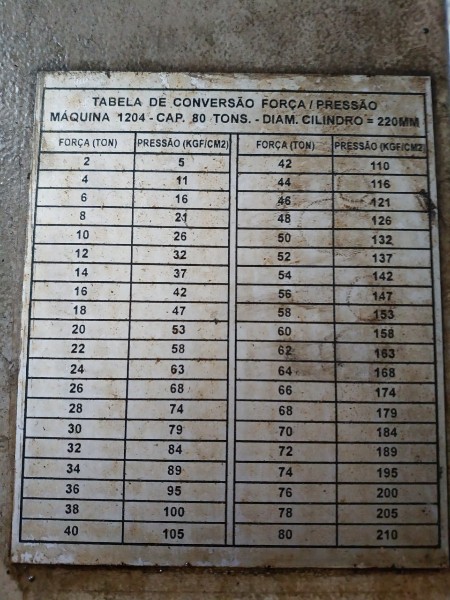 TABELA DE CONVERSÃO FORÇA / PRESSÃO
MÁQUINA 1204 - CAP. 80 TONS. - DIAM. CILINDRO = 220MM
FORÇA (TON) PRESSÃO (KGF/CM2) FORÇA (TON) PRESSÃO (KGF/CM2)
2 5 42 110
4 11 44 116
6 16 46 121
8 21 48 126
10 26 50 132
12 32 52 137
14 37 54 142
16 42 56 147
18 47 58 153
20 53 60 158
22 58 62 163
24 63 64 168
26 68 66 174
28 74 68 179
30 79 70 184
32 84 72 189
34 89 74 195
36 95 76 200
38 100 78 205
40 105 80 210